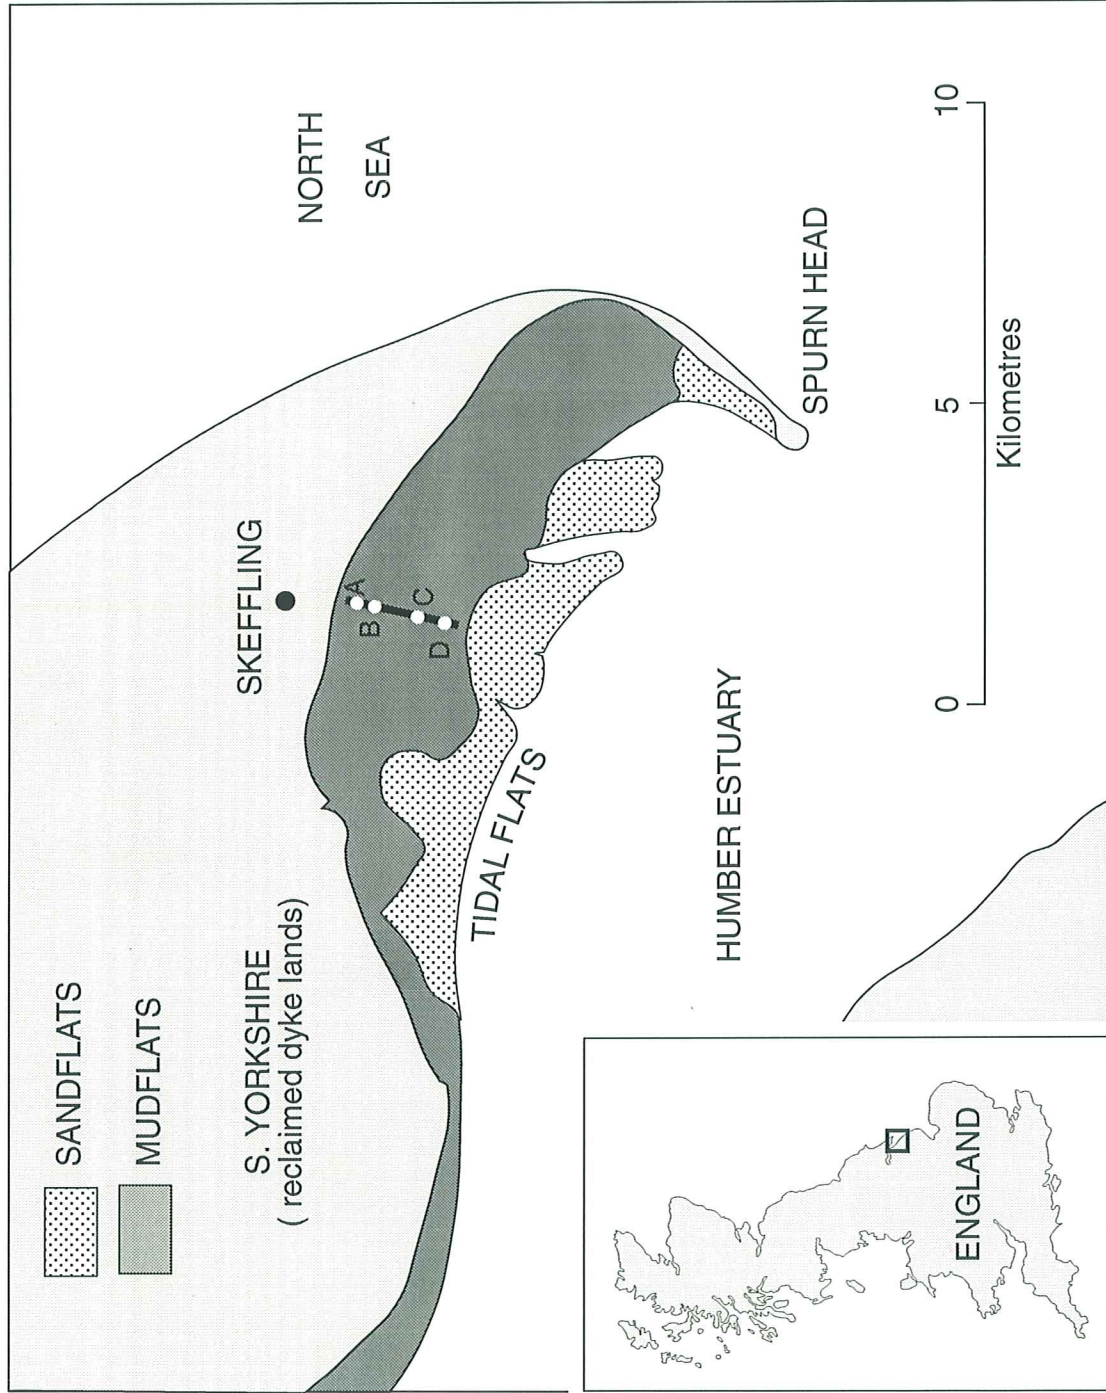 SANDFLATS
MUDFLATS
S. YORKSHIRE
( reclaimed dyke lands)
SKEFFLING
NORTH
SEA
A
B
C
D
TIDAL FLATS
HUMBER ESTUARY
SPURN HEAD
0 5 10
Kilometres
ENGLAND